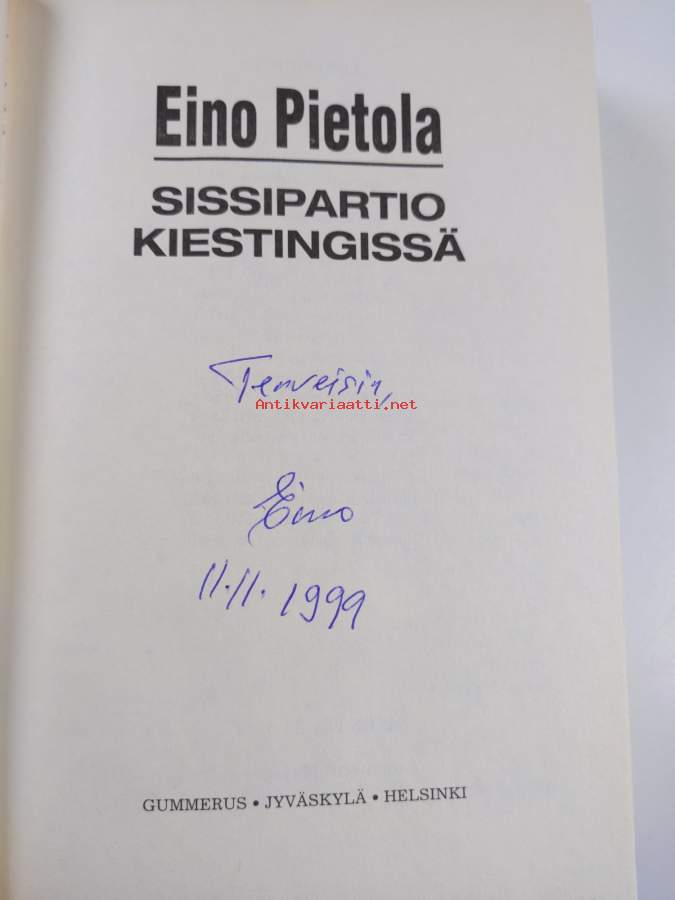 Eino Pietola
SISSIPARTIO
KIESTINGISSÄ
Terveisin,
Antikvariaatti.net
Eino
11.11. 1999
GUMMERUS • JYVÄSKYLÄ • HELSINKI